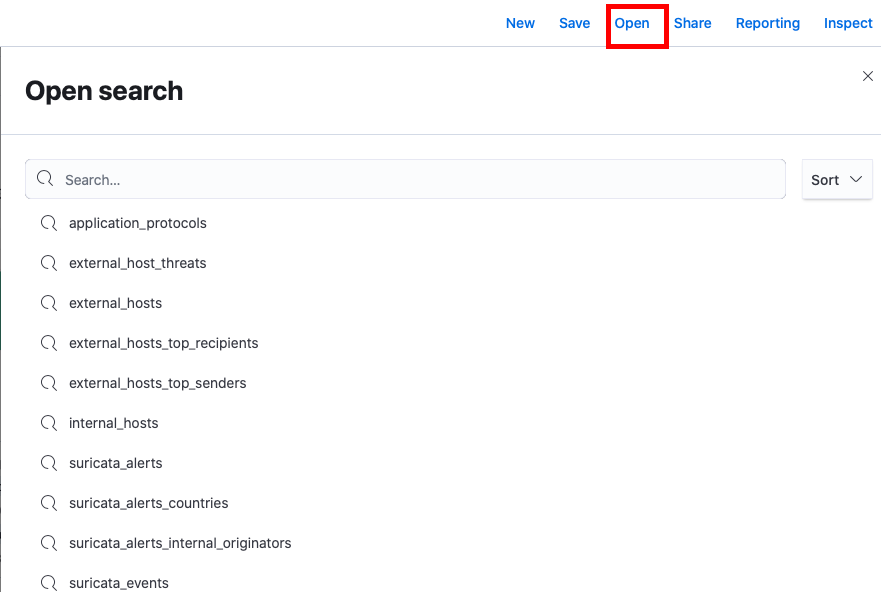 New Save Open Share Reporting Inspect
Open search
Search... Sort
application_protocols
external_host_threats
external_hosts
external_hosts_top_recipients
external_hosts_top_senders
internal_hosts
suricata_alerts
suricata_alerts_countries
suricata_alerts_internal_originators
suricata_events